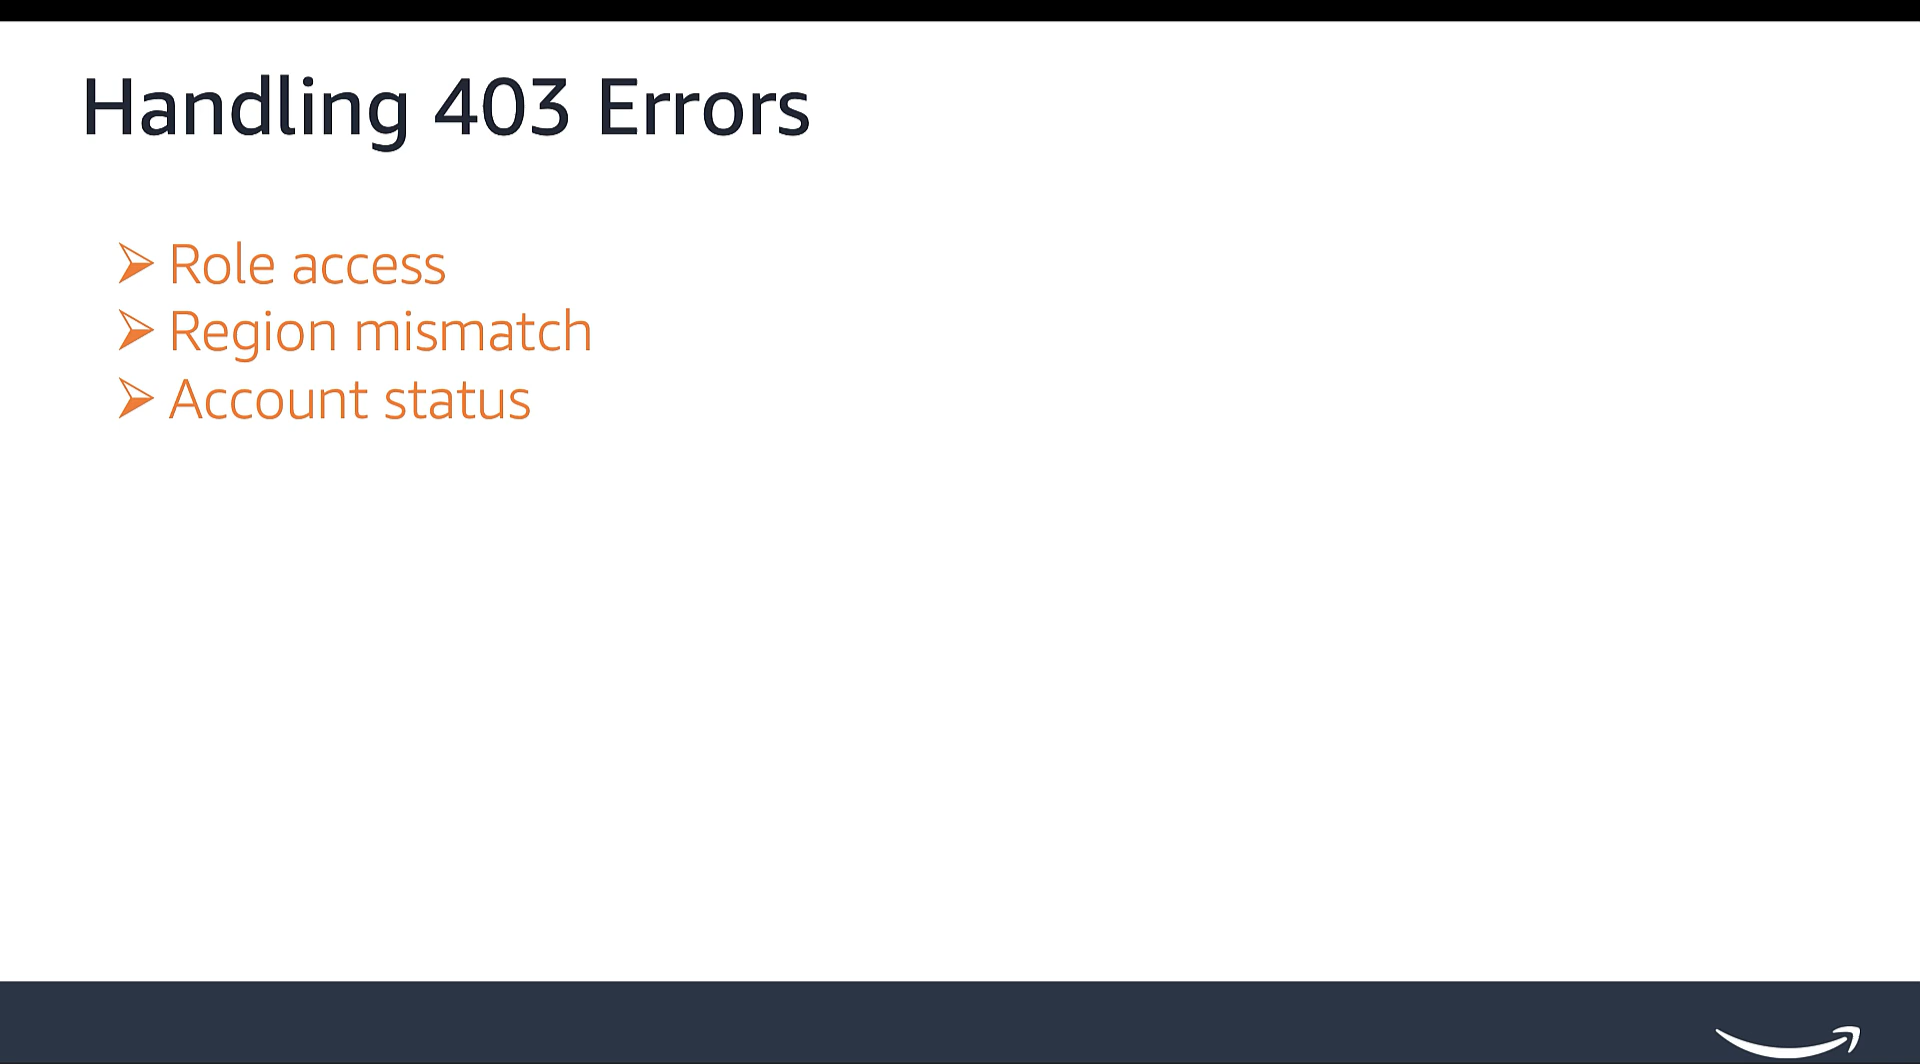 Handling 403 Errors
Role access
Region mismatch
Account status